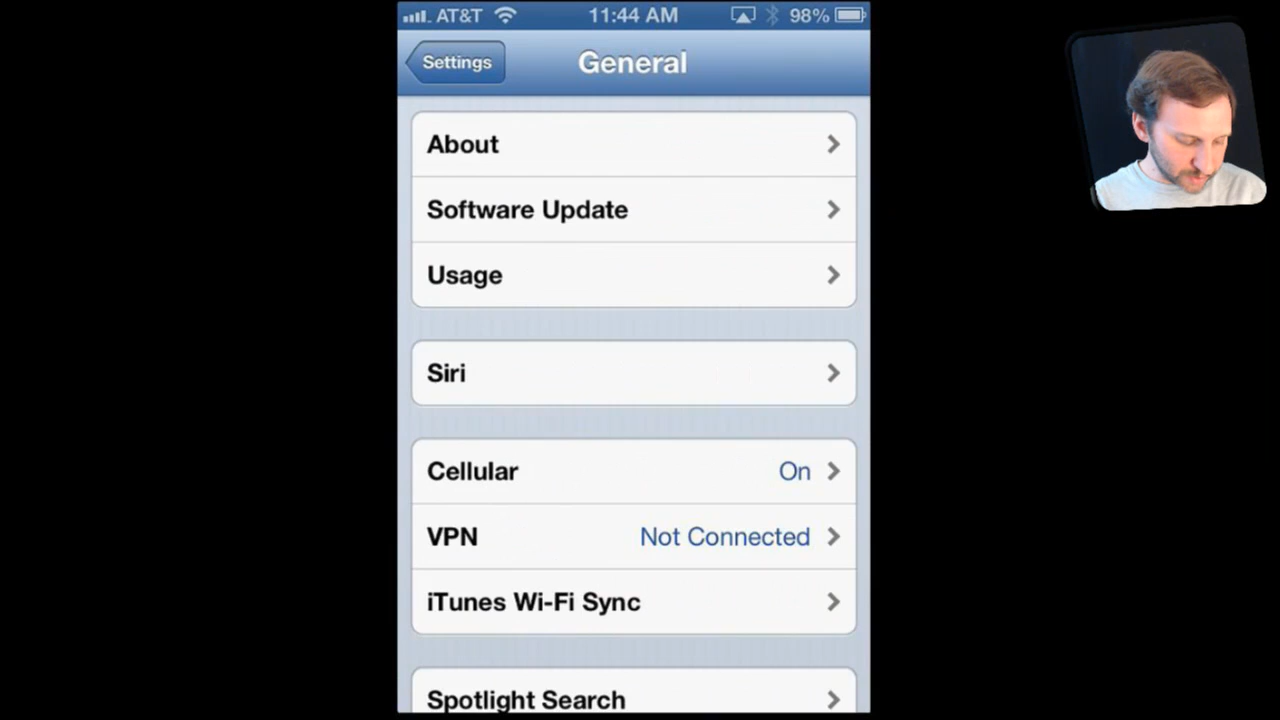 AT&T 11:44 AM 98%
Settings General
About
Software Update
Usage
Siri
Cellular On
VPN Not Connected
iTunes Wi-Fi Sync
Spotlight Search